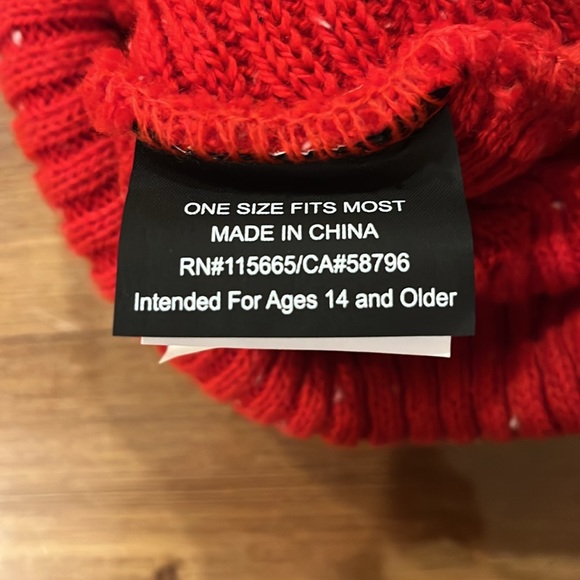 ONE SIZE FITS MOST
MADE IN CHINA
RN#115665/CA#58796
Intended For Ages 14 and Older